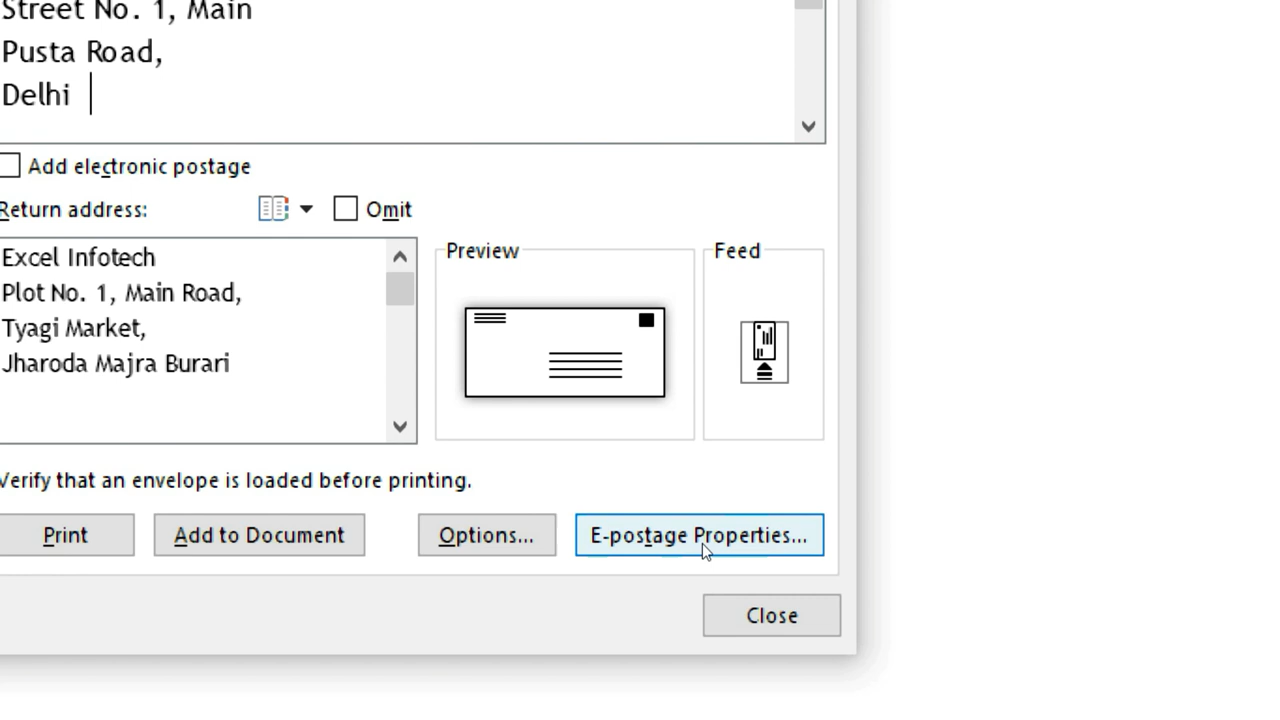 Street No. 1, Main
Pusta Road,
Delhi
Add electronic postage
Return address:
Omit
Excel Infotech
Plot No. 1, Main Road,
Tyagi Market,
Jharoda Majra Burari
Preview
Feed
Verify that an envelope is loaded before printing.
Print
Add to Document
Options...
E-postage Properties...
Close